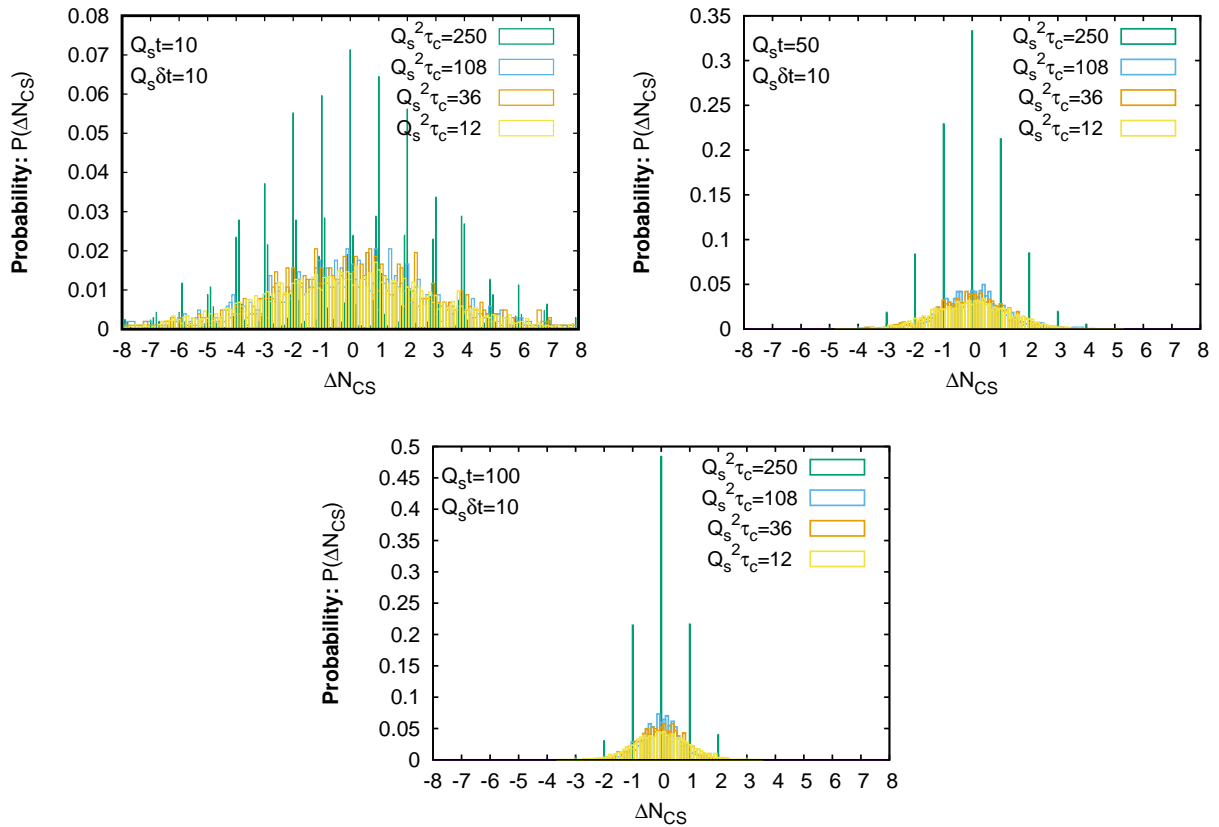 0.08
0.07
0.06
0.05
0.04
0.03
0.02
0.01
0
Probability: P(ΔN_CS)
Q_s t=10
Q_s δt=10
Q_s^2 τ_c=250
Q_s^2 τ_c=108
Q_s^2 τ_c=36
Q_s^2 τ_c=12
-8 -7 -6 -5 -4 -3 -2 -1 0 1 2 3 4 5 6 7 8
ΔN_CS
0.35
0.3
0.25
0.2
0.15
0.1
0.05
0
Probability: P(ΔN_CS)
Q_s t=50
Q_s δt=10
Q_s^2 τ_c=250
Q_s^2 τ_c=108
Q_s^2 τ_c=36
Q_s^2 τ_c=12
-8 -7 -6 -5 -4 -3 -2 -1 0 1 2 3 4 5 6 7 8
ΔN_CS
0.5
0.45
0.4
0.35
0.3
0.25
0.2
0.15
0.1
0.05
0
Probability: P(ΔN_CS)
Q_s t=100
Q_s δt=10
Q_s^2 τ_c=250
Q_s^2 τ_c=108
Q_s^2 τ_c=36
Q_s^2 τ_c=12
-8 -7 -6 -5 -4 -3 -2 -1 0 1 2 3 4 5 6 7 8
ΔN_CS